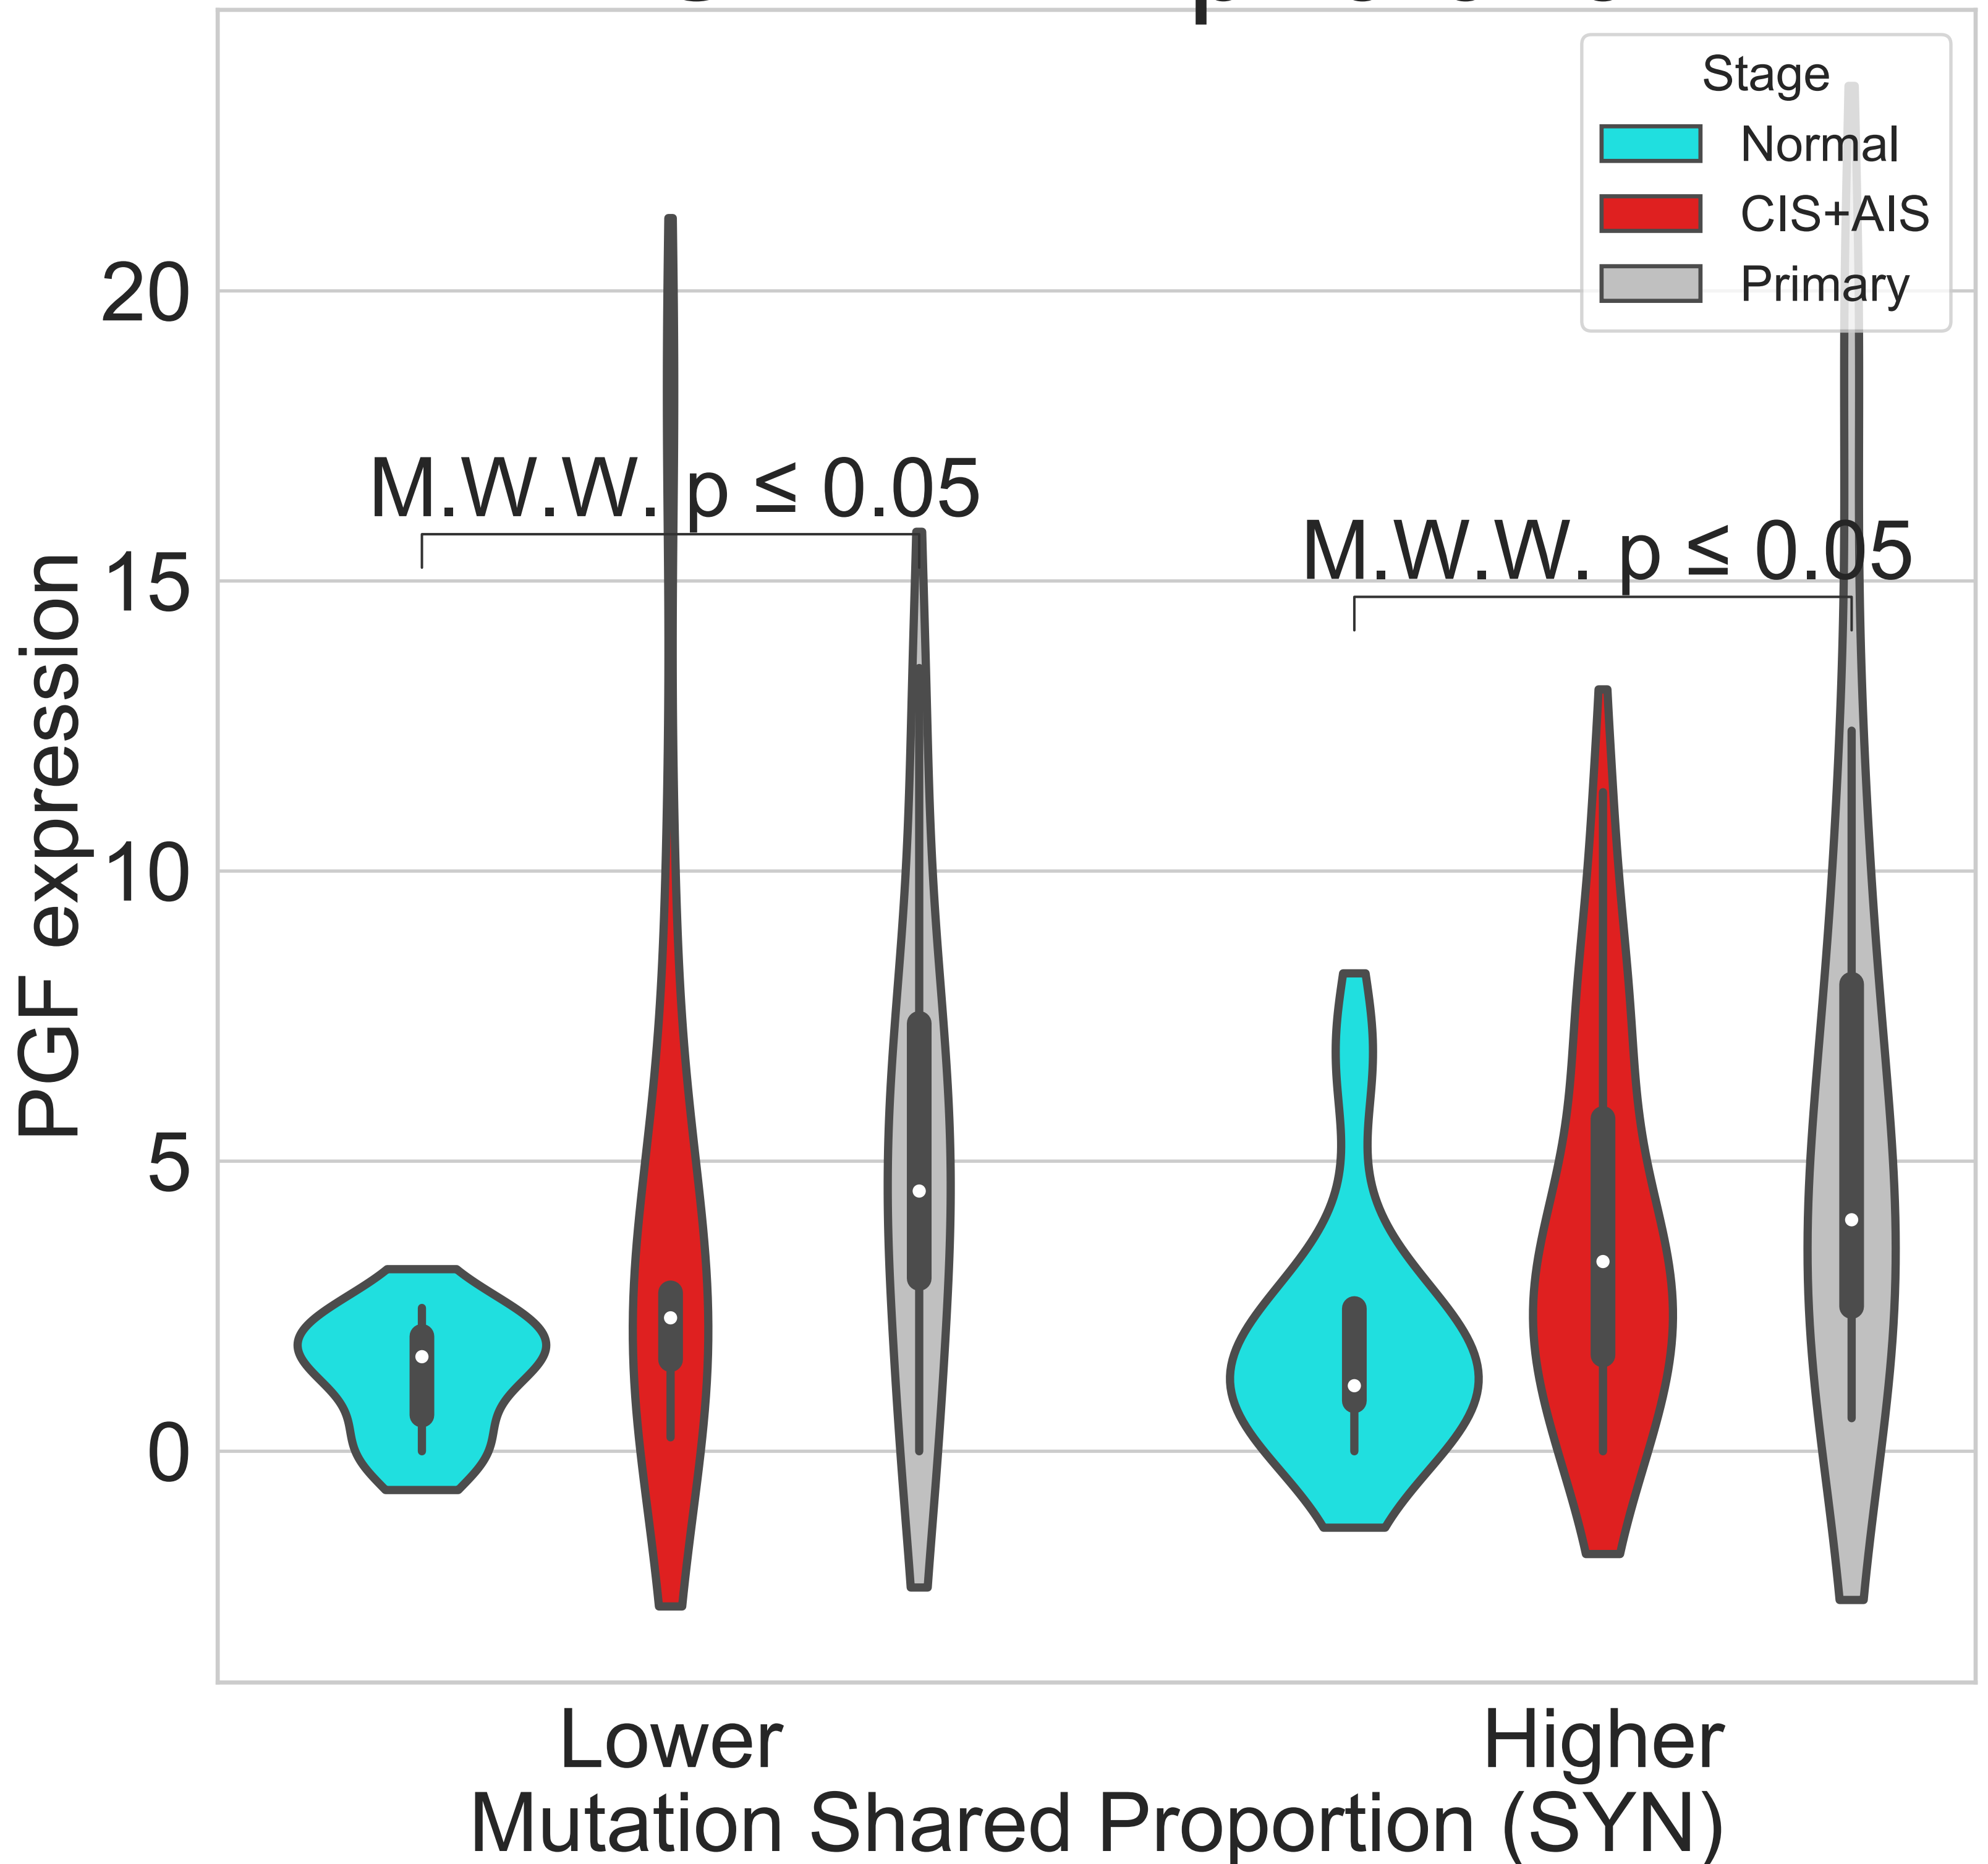 Stage
Normal
CIS+AIS
Primary
20
15
10
5
0
M.W.W. p ≤ 0.05
M.W.W. p ≤ 0.05
PGF expression
Lower
Higher
Mutation Shared Proportion (SYN)